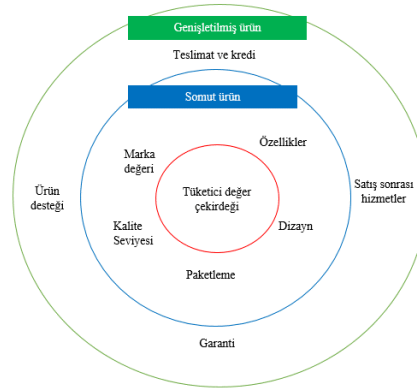 Genişletilmiş ürün
Teslimat ve kredi
Somut ürün
Özellikler
Marka
değeri
Tüketici değer
çekirdeği
Ürün
desteği
Satış sonrası
hizmetler
Kalite
Seviyesi
Dizayn
Paketleme
Garanti